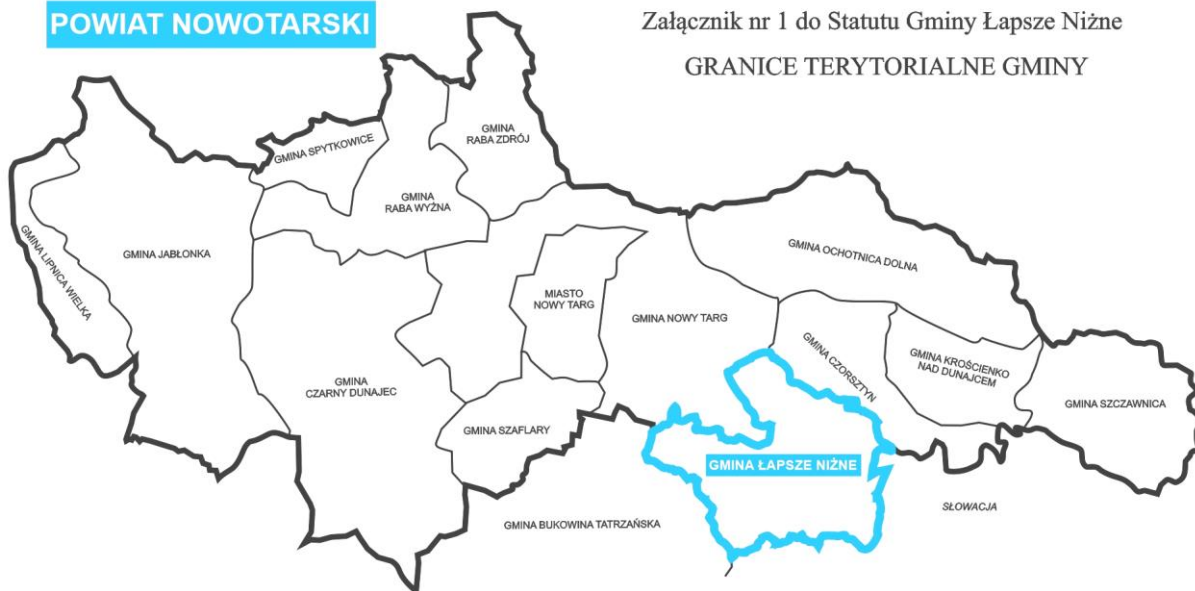 POWIAT NOWOTARSKI
Załącznik nr 1 do Statutu Gminy Łapsze Niżne
GRANICE TERYTORIALNE GMINY
GMINA SPYTKOWICE
GMINA
RABA ZDRÓJ
GMINA
RABA WYŻNA
GMINA LIPNICA WIELKA
GMINA JABŁONKA
GMINA OCHOTNICA DOLNA
MIASTO
NOWY TARG
GMINA NOWY TARG
GMINA CZORSZTYN
GMINA KROŚCIENKO
NAD DUNAJCEM
GMINA
CZARNY DUNAJEC
GMINA SZCZAWNICA
GMINA SZAFLARY
GMINA ŁAPSZE NIŻNE
SŁOWACJA
GMINA BUKOWINA TATRZAŃSKA